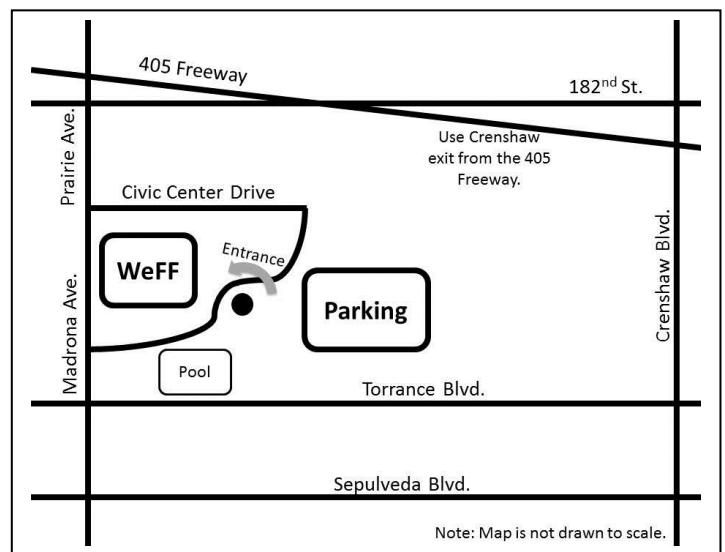 405 Freeway
182nd St.
Use Crenshaw
exit from the 405
Freeway.
Prairie Ave.
Civic Center Drive
Entrance
WeFF
Crenshaw Blvd.
Parking
Madrona Ave.
Pool
Torrance Blvd.
Sepulveda Blvd.
Note: Map is not drawn to scale.